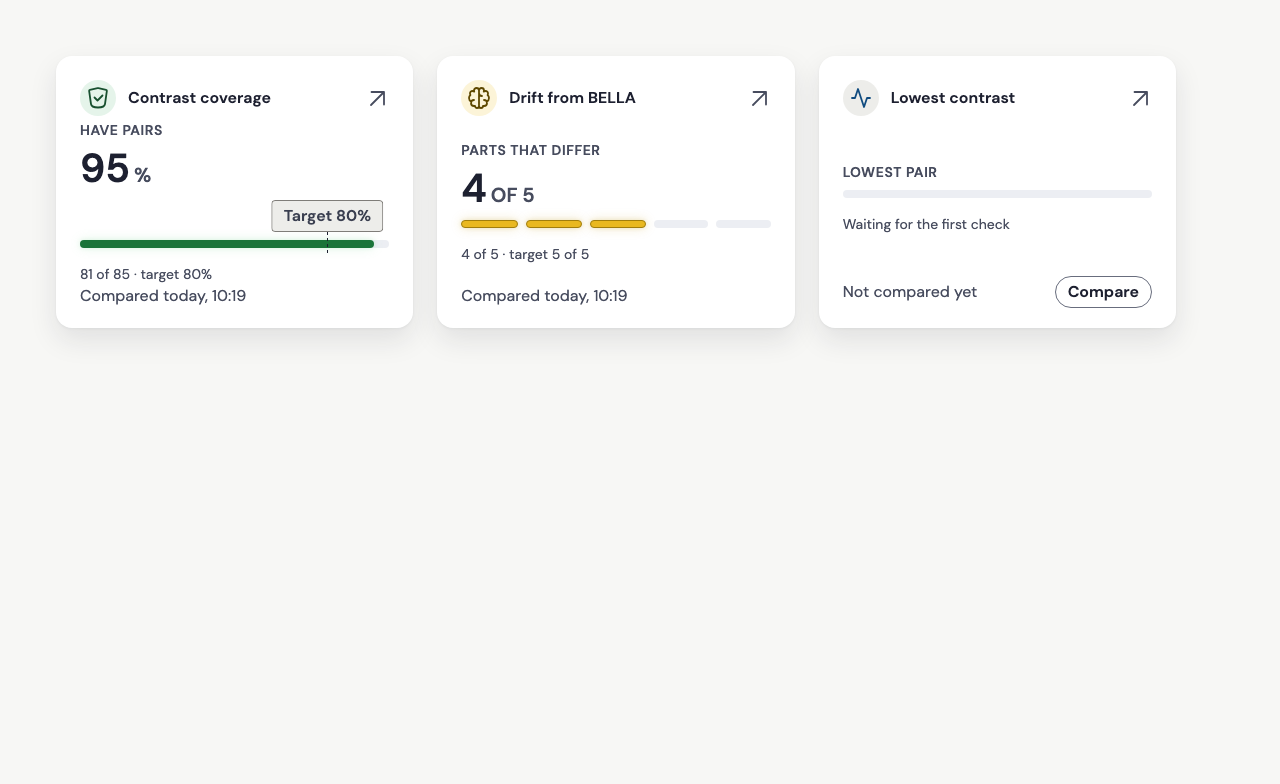 Contrast coverage
HAVE PAIRS
95 %
Target 80%
81 of 85 · target 80%
Compared today, 10:19
Drift from BELLA
PARTS THAT DIFFER
4 OF 5
4 of 5 · target 5 of 5
Compared today, 10:19
Lowest contrast
LOWEST PAIR
Waiting for the first check
Not compared yet
Compare